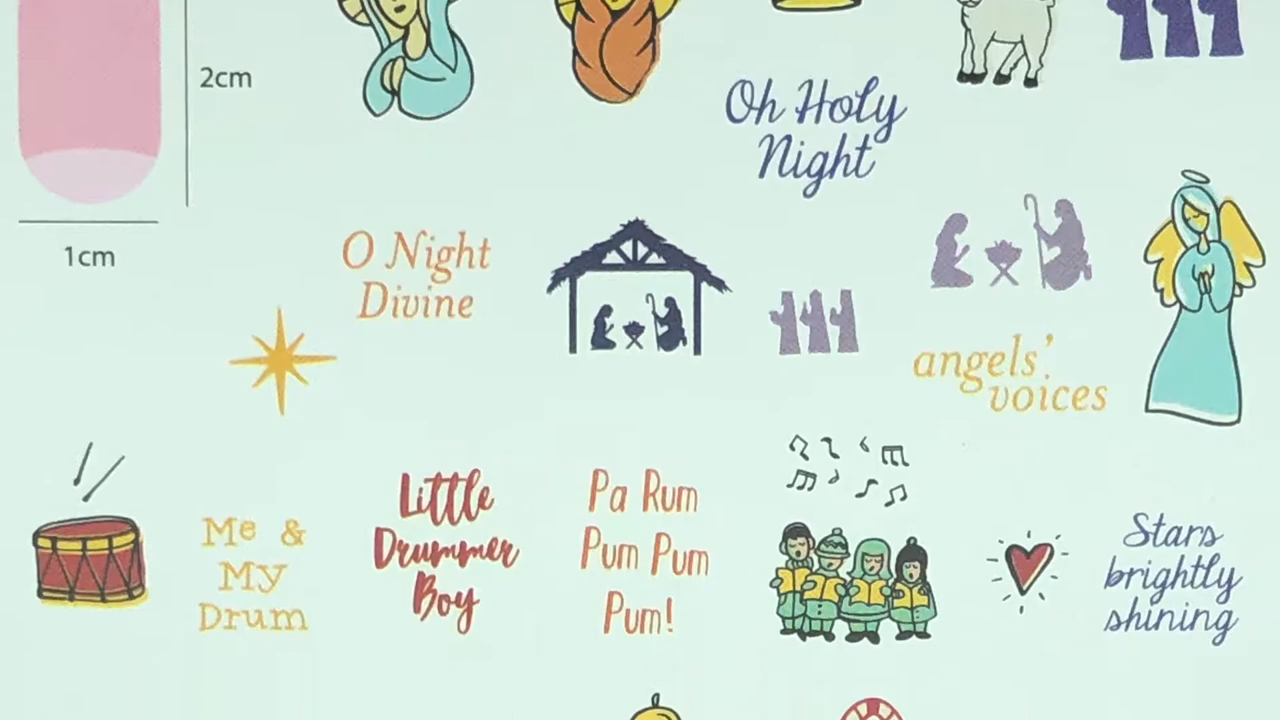 2cm
1cm
Oh Holy
Night
O Night
Divine
angels'
voices
Me &
My
Drum
Little
Drummer
Boy
Pa Rum
Pum Pum
Pum!
Stars
brightly
shining